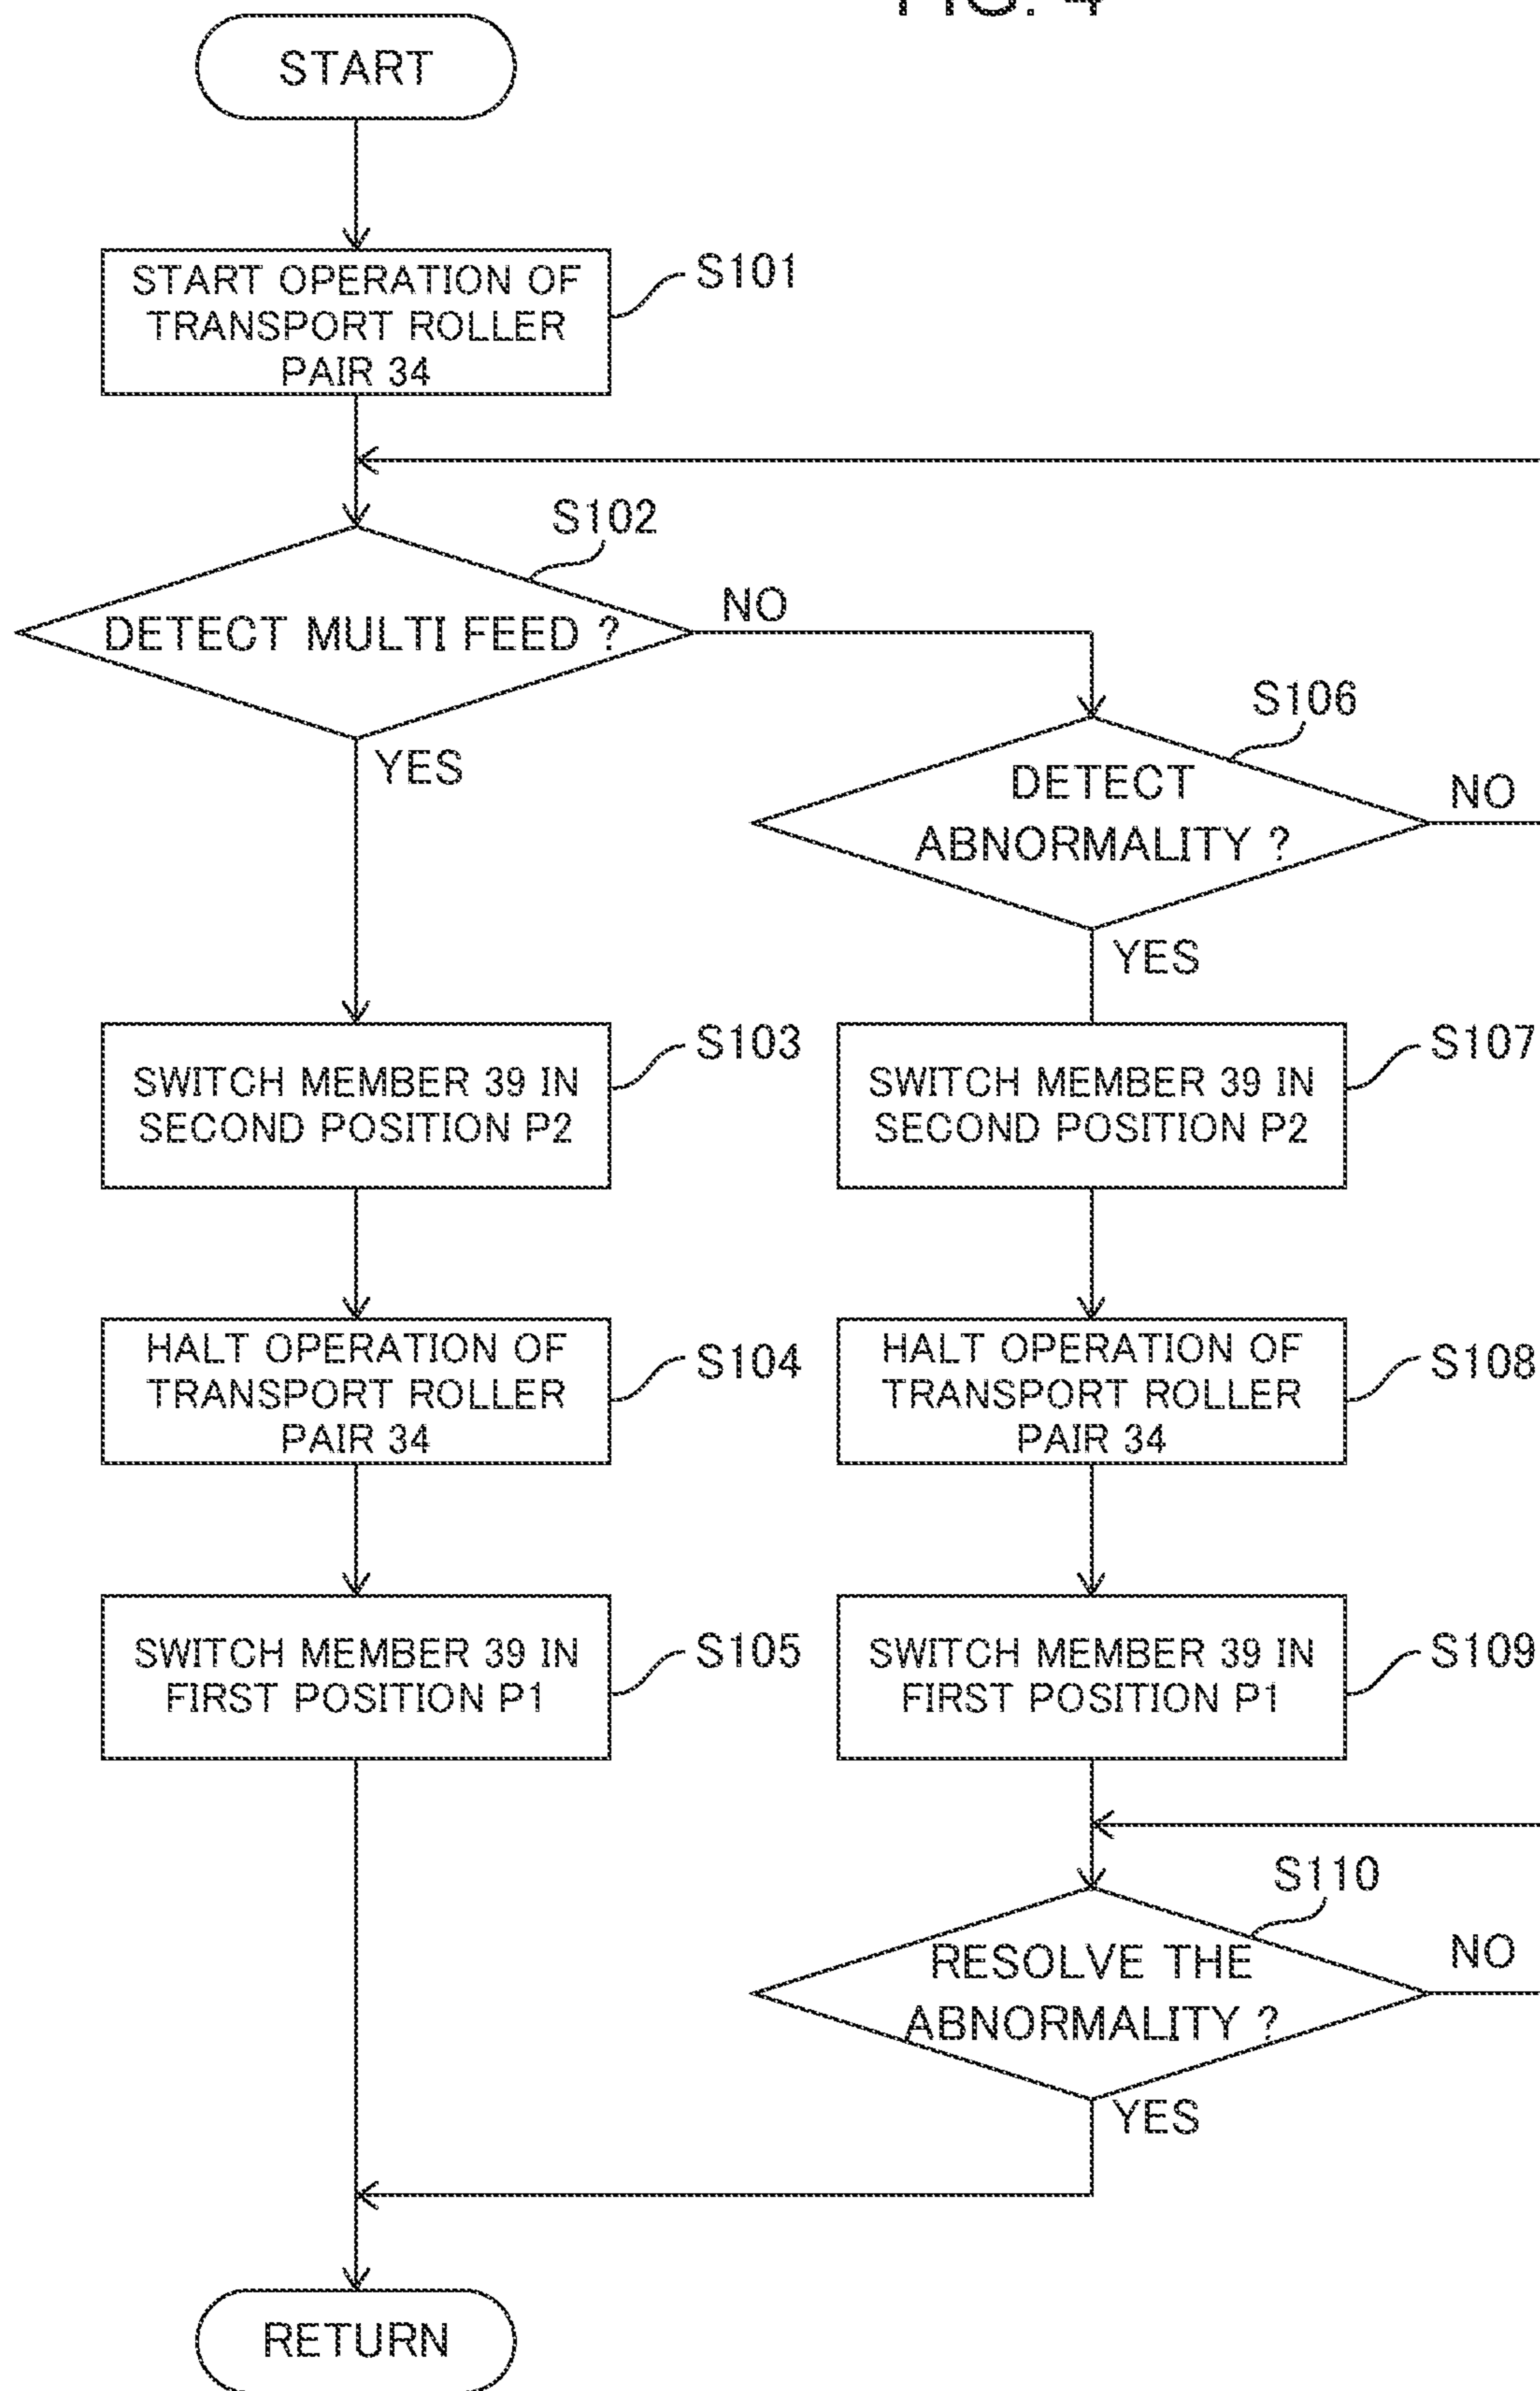 FIG. 4
START
START OPERATION OF
TRANSPORT ROLLER
PAIR 34
S101
S102
DETECT MULTI FEED ?
NO
YES
S106
DETECT
ABNORMALITY ?
NO
YES
SWITCH MEMBER 39 IN
SECOND POSITION P2
S103
SWITCH MEMBER 39 IN
SECOND POSITION P2
S107
HALT OPERATION OF
TRANSPORT ROLLER
PAIR 34
S104
HALT OPERATION OF
TRANSPORT ROLLER
PAIR 34
S108
SWITCH MEMBER 39 IN
FIRST POSITION P1
S105
SWITCH MEMBER 39 IN
FIRST POSITION P1
S109
S110
RESOLVE THE
ABNORMALITY ?
NO
YES
RETURN